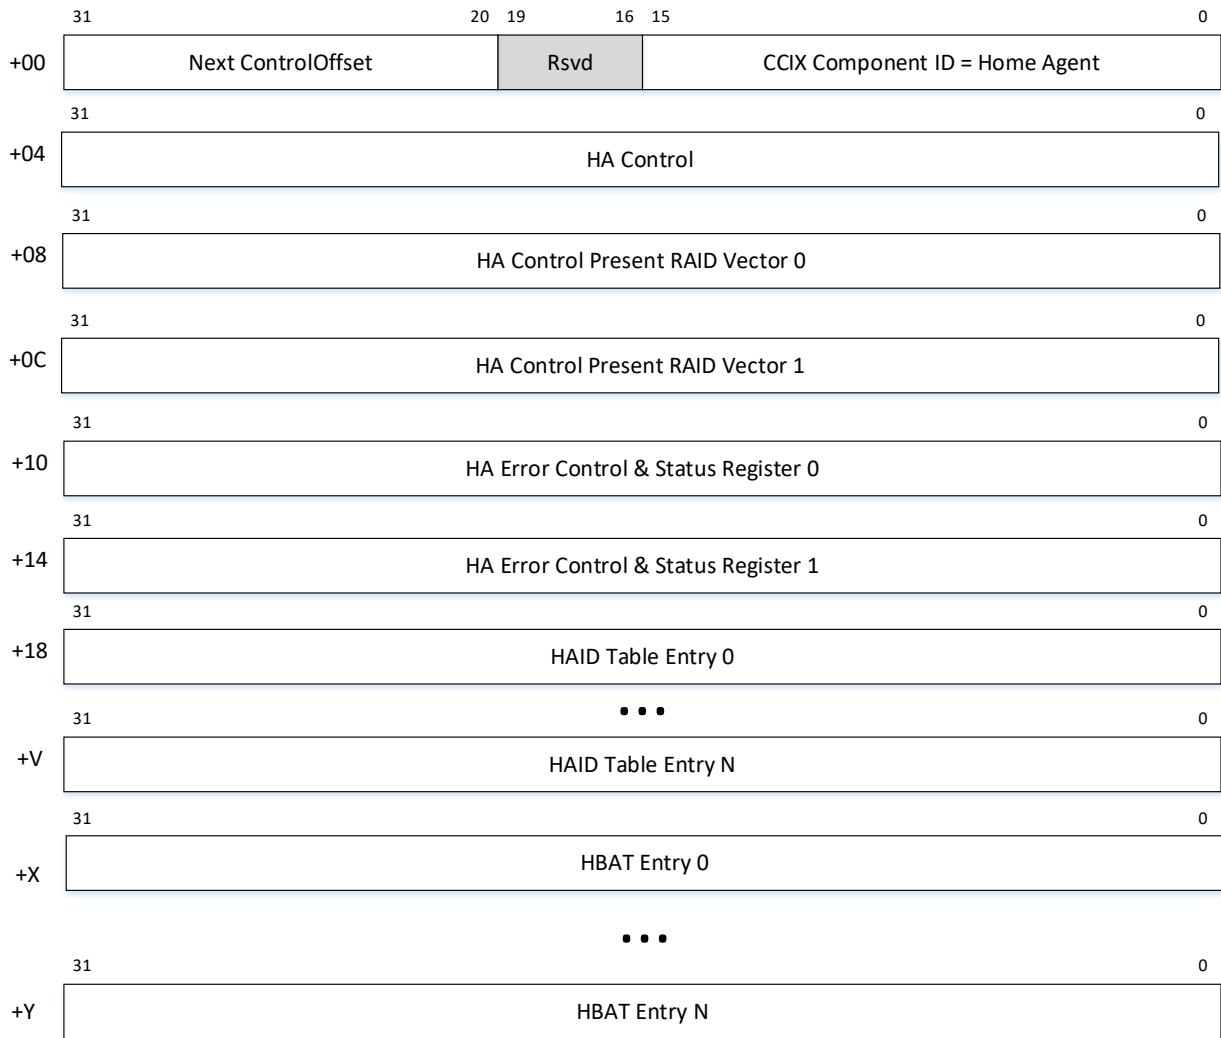 31 20 19 16 15 0
+00 Next ControlOffset Rsvd CCIX Component ID = Home Agent
31 0
+04 HA Control
31 0
+08 HA Control Present RAID Vector 0
31 0
+0C HA Control Present RAID Vector 1
31 0
+10 HA Error Control & Status Register 0
31 0
+14 HA Error Control & Status Register 1
31 0
+18 HAID Table Entry 0
...
31 0
+V HAID Table Entry N
31 0
+X HBAT Entry 0
...
31 0
+Y HBAT Entry N